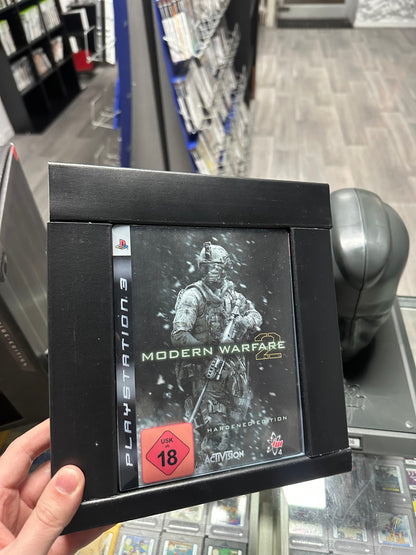 PLAYSTATION 3
MODERN WARFARE
2
HARDENED EDITION
USK
ab
18
ACTIVISION